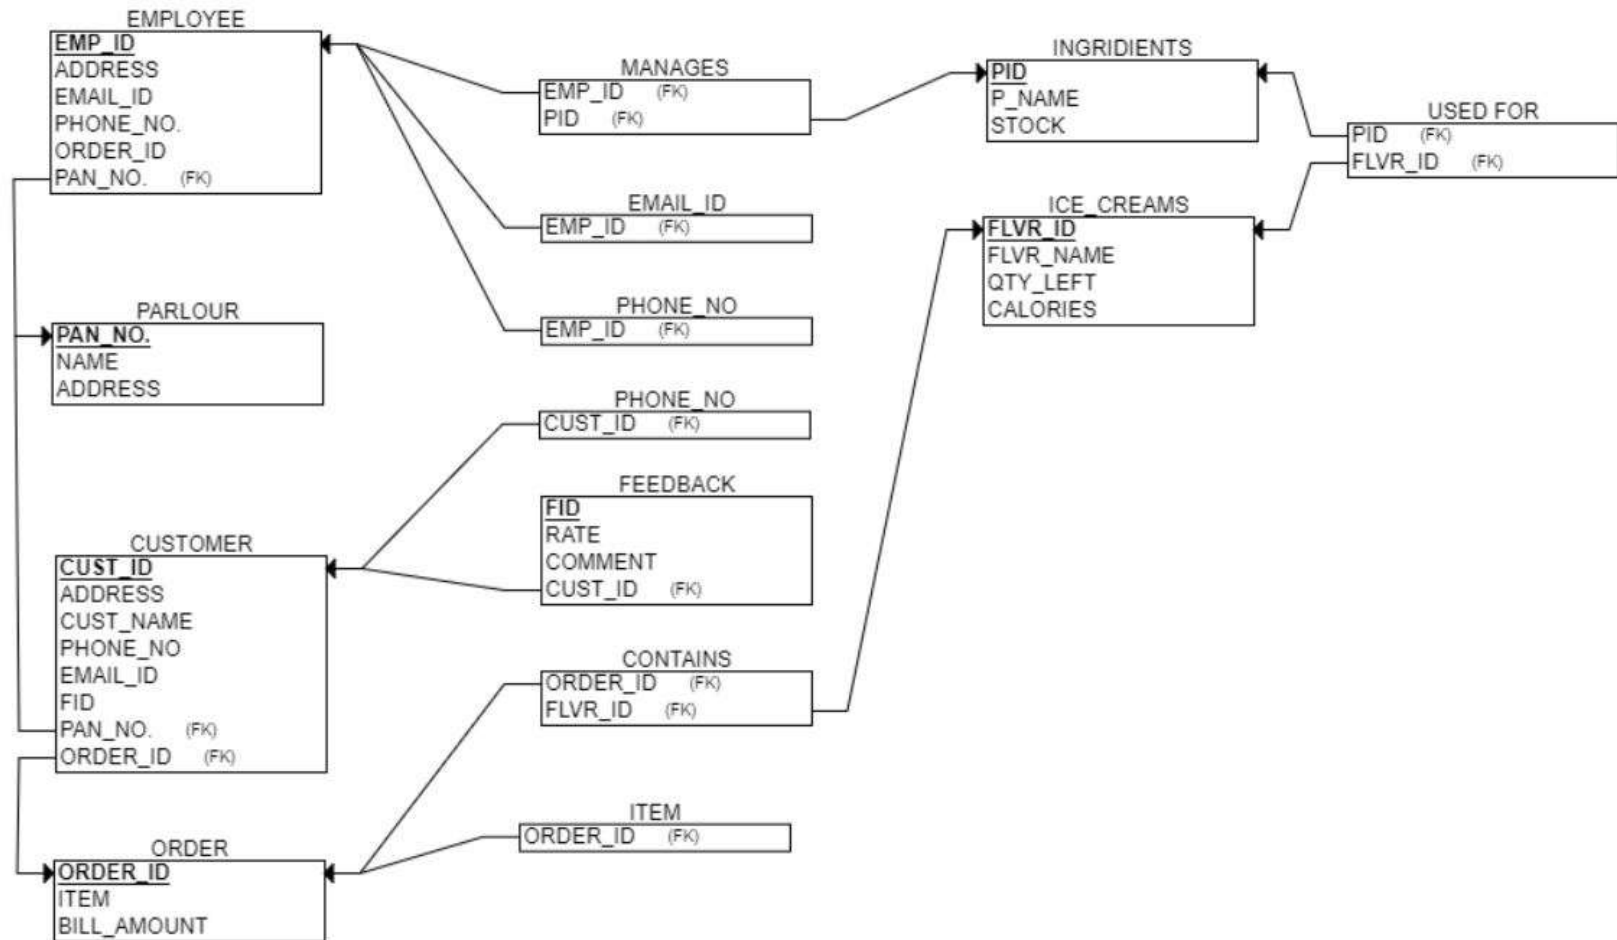 EMPLOYEE
EMP_ID
ADDRESS
EMAIL_ID
PHONE_NO.
ORDER_ID
PAN_NO. (FK)
PARLOUR
PAN_NO.
NAME
ADDRESS
CUSTOMER
CUST_ID
ADDRESS
CUST_NAME
PHONE_NO
EMAIL_ID
FID
PAN_NO. (FK)
ORDER_ID (FK)
ORDER
ORDER_ID
ITEM
BILL_AMOUNT
MANAGES
EMP_ID (FK)
PID (FK)
EMAIL_ID
EMP_ID (FK)
PHONE_NO
EMP_ID (FK)
PHONE_NO
CUST_ID (FK)
FEEDBACK
FID
RATE
COMMENT
CUST_ID (FK)
CONTAINS
ORDER_ID (FK)
FLVR_ID (FK)
ITEM
ORDER_ID (FK)
INGRIDIENTS
PID
P_NAME
STOCK
ICE_CREAMS
FLVR_ID
FLVR_NAME
QTY_LEFT
CALORIES
USED FOR
PID (FK)
FLVR_ID (FK)